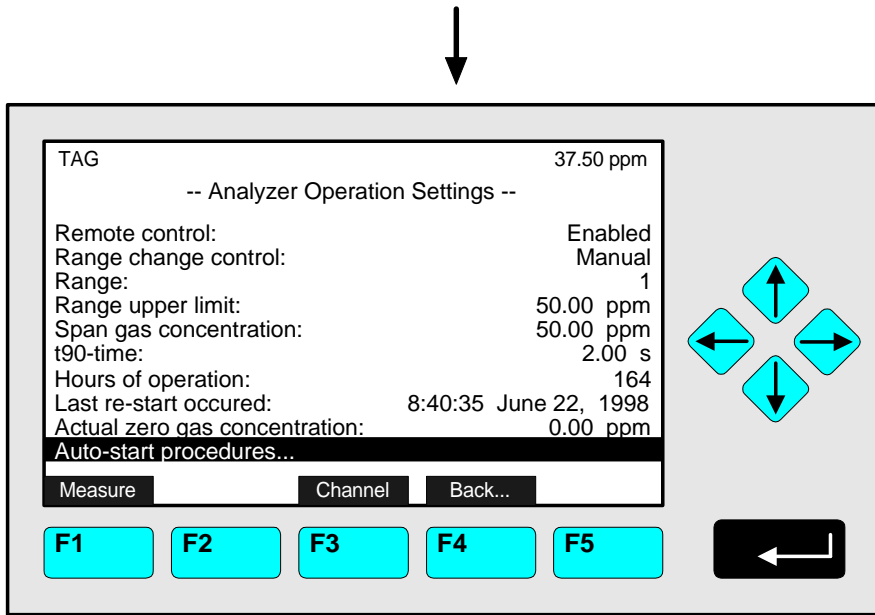 TAG 37.50 ppm
-- Analyzer Operation Settings --
Remote control: Enabled
Range change control: Manual
Range: 1
Range upper limit: 50.00 ppm
Span gas concentration: 50.00 ppm
t90-time: 2.00 s
Hours of operation: 164
Last re-start occured: 8:40:35 June 22, 1998
Actual zero gas concentration: 0.00 ppm
Auto-start procedures...
Measure Channel Back...
F1 F2 F3 F4 F5